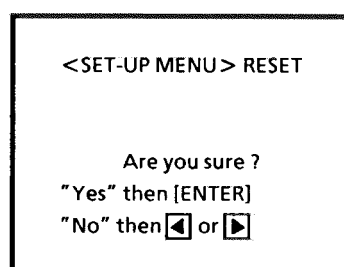 <SET-UP MENU> RESET
Are you sure ?
"Yes" then [ENTER]
"No" then ◀ or ▶